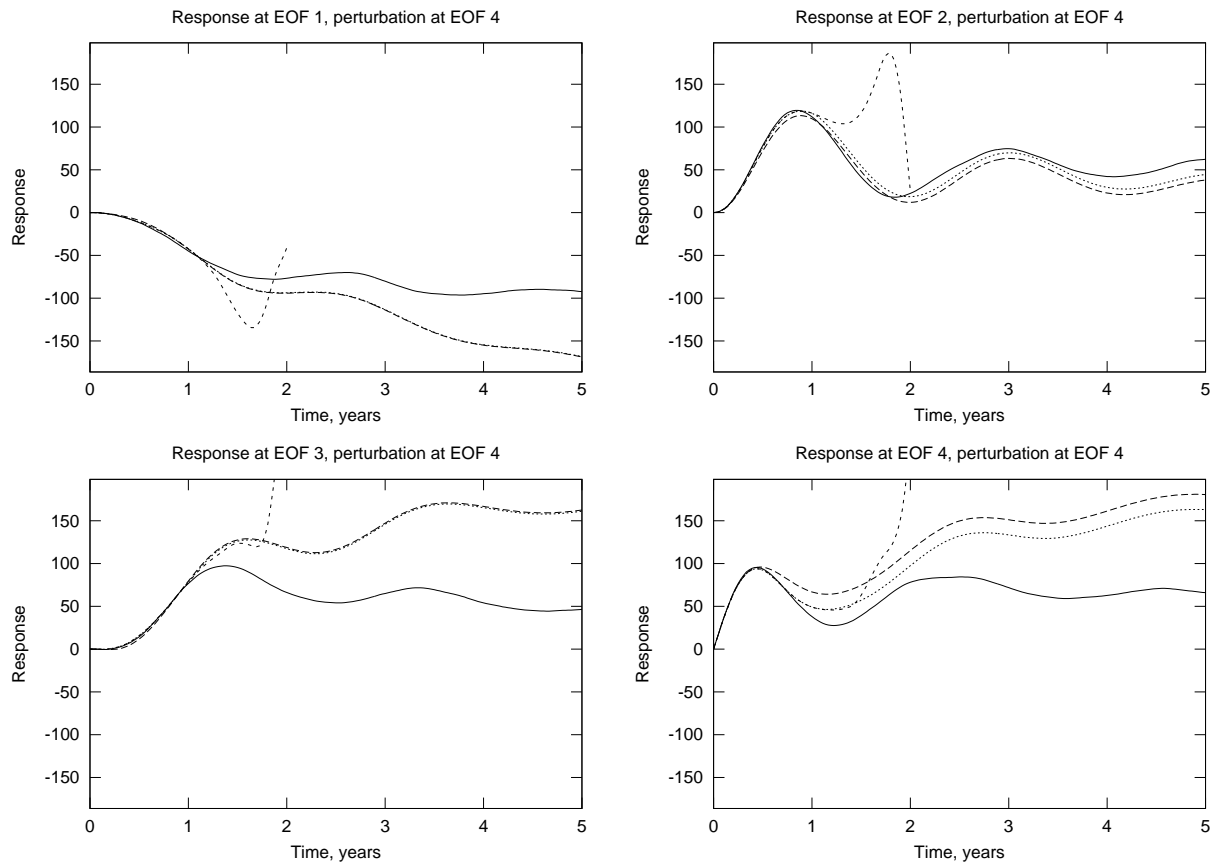 Response at EOF 1, perturbation at EOF 4
Response
150
100
50
0
-50
-100
-150
0 1 2 3 4 5
Time, years
Response at EOF 2, perturbation at EOF 4
Response
150
100
50
0
-50
-100
-150
0 1 2 3 4 5
Time, years
Response at EOF 3, perturbation at EOF 4
Response
150
100
50
0
-50
-100
-150
0 1 2 3 4 5
Time, years
Response at EOF 4, perturbation at EOF 4
Response
150
100
50
0
-50
-100
-150
0 1 2 3 4 5
Time, years